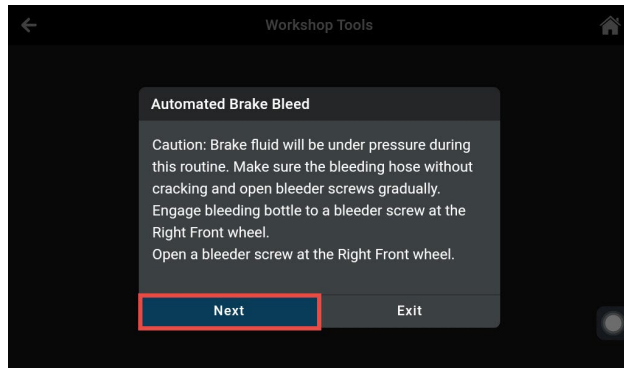 Workshop Tools
Automated Brake Bleed
Caution: Brake fluid will be under pressure during
this routine. Make sure the bleeding hose without
cracking and open bleeder screws gradually.
Engage bleeding bottle to a bleeder screw at the
Right Front wheel.
Open a bleeder screw at the Right Front wheel.
Next
Exit